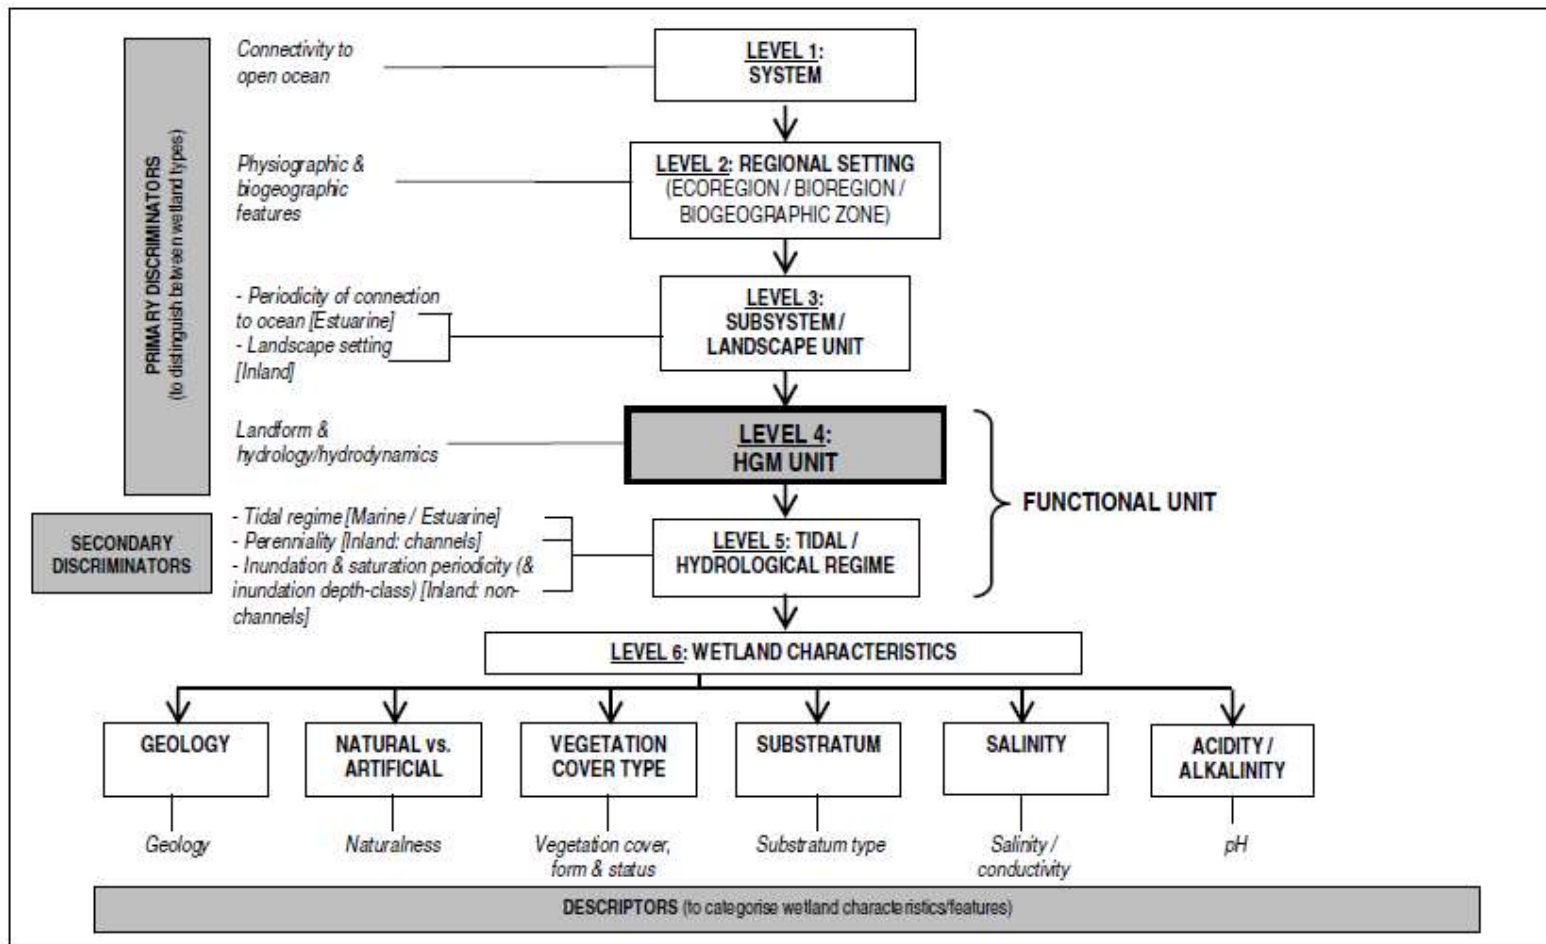 PRIMARY DISCRIMINATORS
(to distinguish between wetland types)
Connectivity to
open ocean
LEVEL 1:
SYSTEM
Physiographic &
biogeographic
features
LEVEL 2: REGIONAL SETTING
(ECOREGION / BIOREGION /
BIOGEOGRAPHIC ZONE)
- Periodicity of connection
to ocean [Estuarine]
- Landscape setting
[Inland]
LEVEL 3:
SUBSYSTEM /
LANDSCAPE UNIT
Landform &
hydrology/hydrodynamics
LEVEL 4:
HGM UNIT
FUNCTIONAL UNIT
SECONDARY
DISCRIMINATORS
- Tidal regime [Marine / Estuarine]
- Perenniality [Inland: channels]
- Inundation & saturation periodicity (&
inundation depth-class) [Inland: non-
channels]
LEVEL 5: TIDAL /
HYDROLOGICAL REGIME
LEVEL 6: WETLAND CHARACTERISTICS
GEOLOGY
NATURAL vs.
ARTIFICIAL
VEGETATION
COVER TYPE
SUBSTRATUM
SALINITY
ACIDITY /
ALKALINITY
Geology
Naturalness
Vegetation cover,
form & status
Substratum type
Salinity /
conductivity
pH
DESCRIPTORS (to categorise wetland characteristics/features)